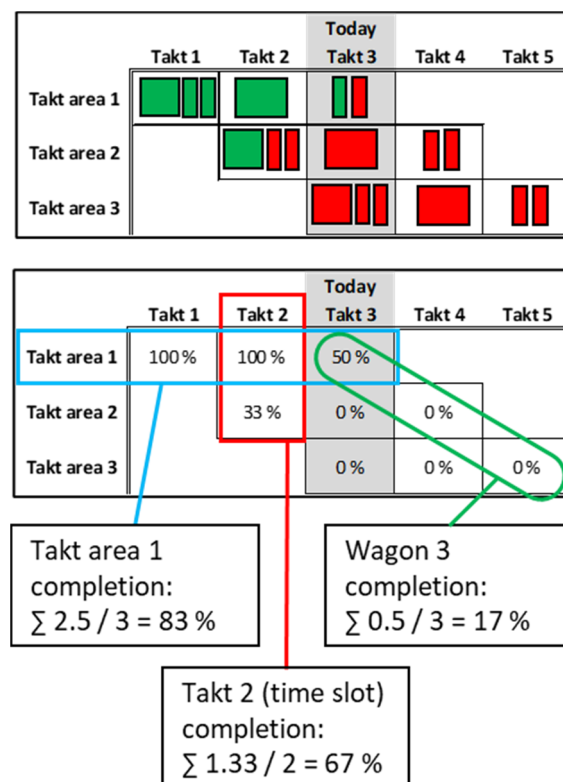 Today
Takt 1 Takt 2 Takt 3 Takt 4 Takt 5
Takt area 1
Takt area 2
Takt area 3
Today
Takt 1 Takt 2 Takt 3 Takt 4 Takt 5
Takt area 1 100 % 100 % 50 %
Takt area 2 33 % 0 % 0 %
Takt area 3 0 % 0 % 0 %
Takt area 1
completion:
∑ 2.5 / 3 = 83 %
Wagon 3
completion:
∑ 0.5 / 3 = 17 %
Takt 2 (time slot)
completion:
∑ 1.33 / 2 = 67 %